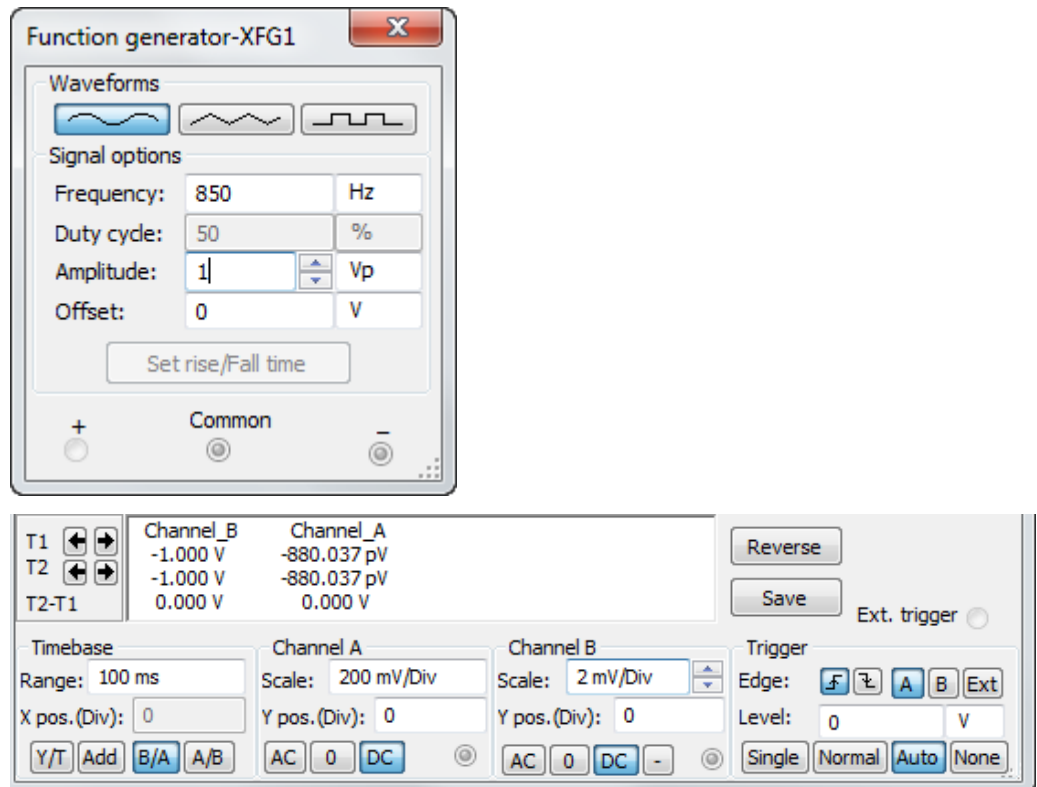 Function generator-XFG1
Waveforms
Signal options
Frequency: 850 Hz
Duty cycle: 50 %
Amplitude: 1 Vp
Offset: 0 V
Set rise/Fall time
+ Common –
T1 Channel_B Channel_A
-1.000 V -880.037 pV
T2 -1.000 V -880.037 pV
T2-T1 0.000 V 0.000 V
Reverse
Save
Ext. trigger
Timebase
Range: 100 ms
X pos.(Div): 0
Y/T Add B/A A/B
Channel A
Scale: 200 mV/Div
Y pos.(Div): 0
AC 0 DC
Channel B
Scale: 2 mV/Div
Y pos.(Div): 0
AC 0 DC -
Trigger
Edge: A B Ext
Level: 0 V
Single Normal Auto None